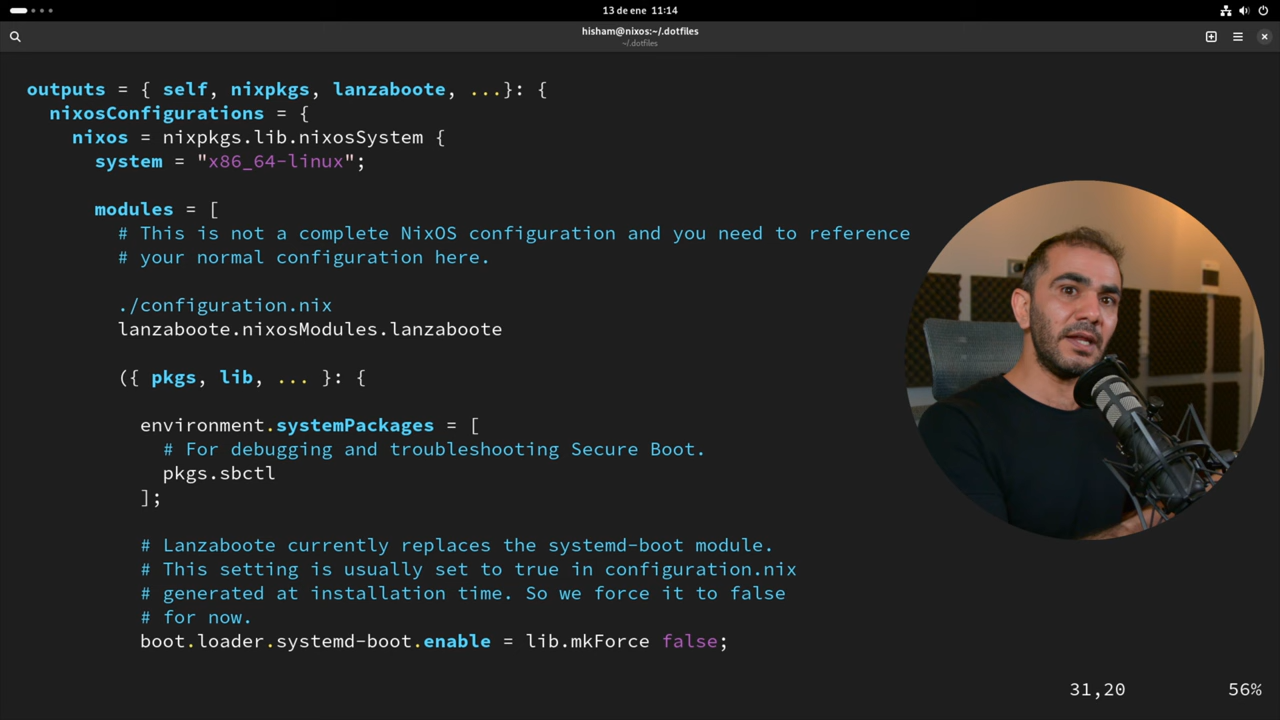 13 de ene 11:14
hisham@nixos:~/.dotfiles
~/.dotfiles
outputs = { self, nixpkgs, lanzaboote, ...}: {
nixosConfigurations = {
nixos = nixpkgs.lib.nixosSystem {
system = "x86_64-linux";
modules = [
# This is not a complete NixOS configuration and you need to reference
# your normal configuration here.
./configuration.nix
lanzaboote.nixosModules.lanzaboote
({ pkgs, lib, ... }: {
environment.systemPackages = [
# For debugging and troubleshooting Secure Boot.
pkgs.sbctl
];
# Lanzaboote currently replaces the systemd-boot module.
# This setting is usually set to true in configuration.nix
# generated at installation time. So we force it to false
# for now.
boot.loader.systemd-boot.enable = lib.mkForce false;
31,20 56%